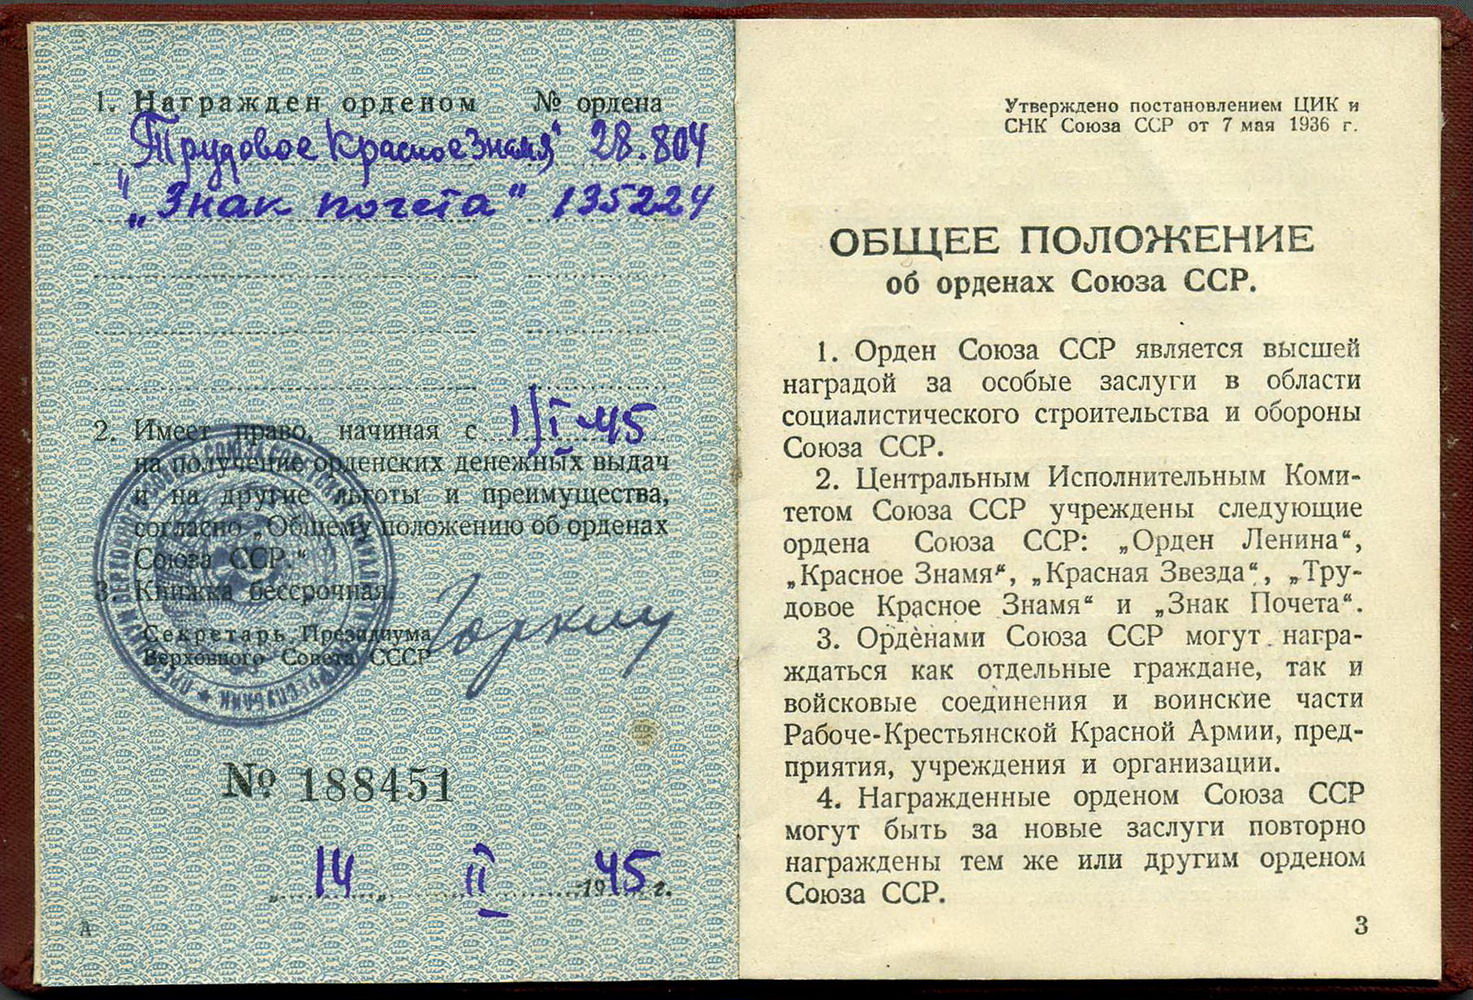 1. Награжден орденом № ордена
"Трудовое Красное Знамя" 28.804
„Знак почета" 135224
2. Имеет право, начиная с 1/I-45
на получение орденских денежных выдач
и на другие льготы и преимущества,
согласно „Общему положению об орденах
Союза ССР."
3. Книжка бессрочная.
Секретарь Президиума
Верховного Совета СССР
Горкин
№ 188451
„14" II 1945 г.
А
Утверждено постановлением ЦИК и
СНК Союза ССР от 7 мая 1936 г.
ОБЩЕЕ ПОЛОЖЕНИЕ
об орденах Союза ССР.
1. Орден Союза ССР является высшей
наградой за особые заслуги в области
социалистического строительства и обороны
Союза ССР.
2. Центральным Исполнительным Коми-
тетом Союза ССР учреждены следующие
ордена Союза ССР: „Орден Ленина“,
„Красное Знамя“, „Красная Звезда“, „Тру-
довое Красное Знамя“ и „Знак Почета“.
3. Орденами Союза ССР могут награ-
ждаться как отдельные граждане, так и
войсковые соединения и воинские части
Рабоче-Крестьянской Красной Армии, пред-
приятия, учреждения и организации.
4. Награжденные орденом Союза ССР
могут быть за новые заслуги повторно
награждены тем же или другим орденом
Союза ССР.
3